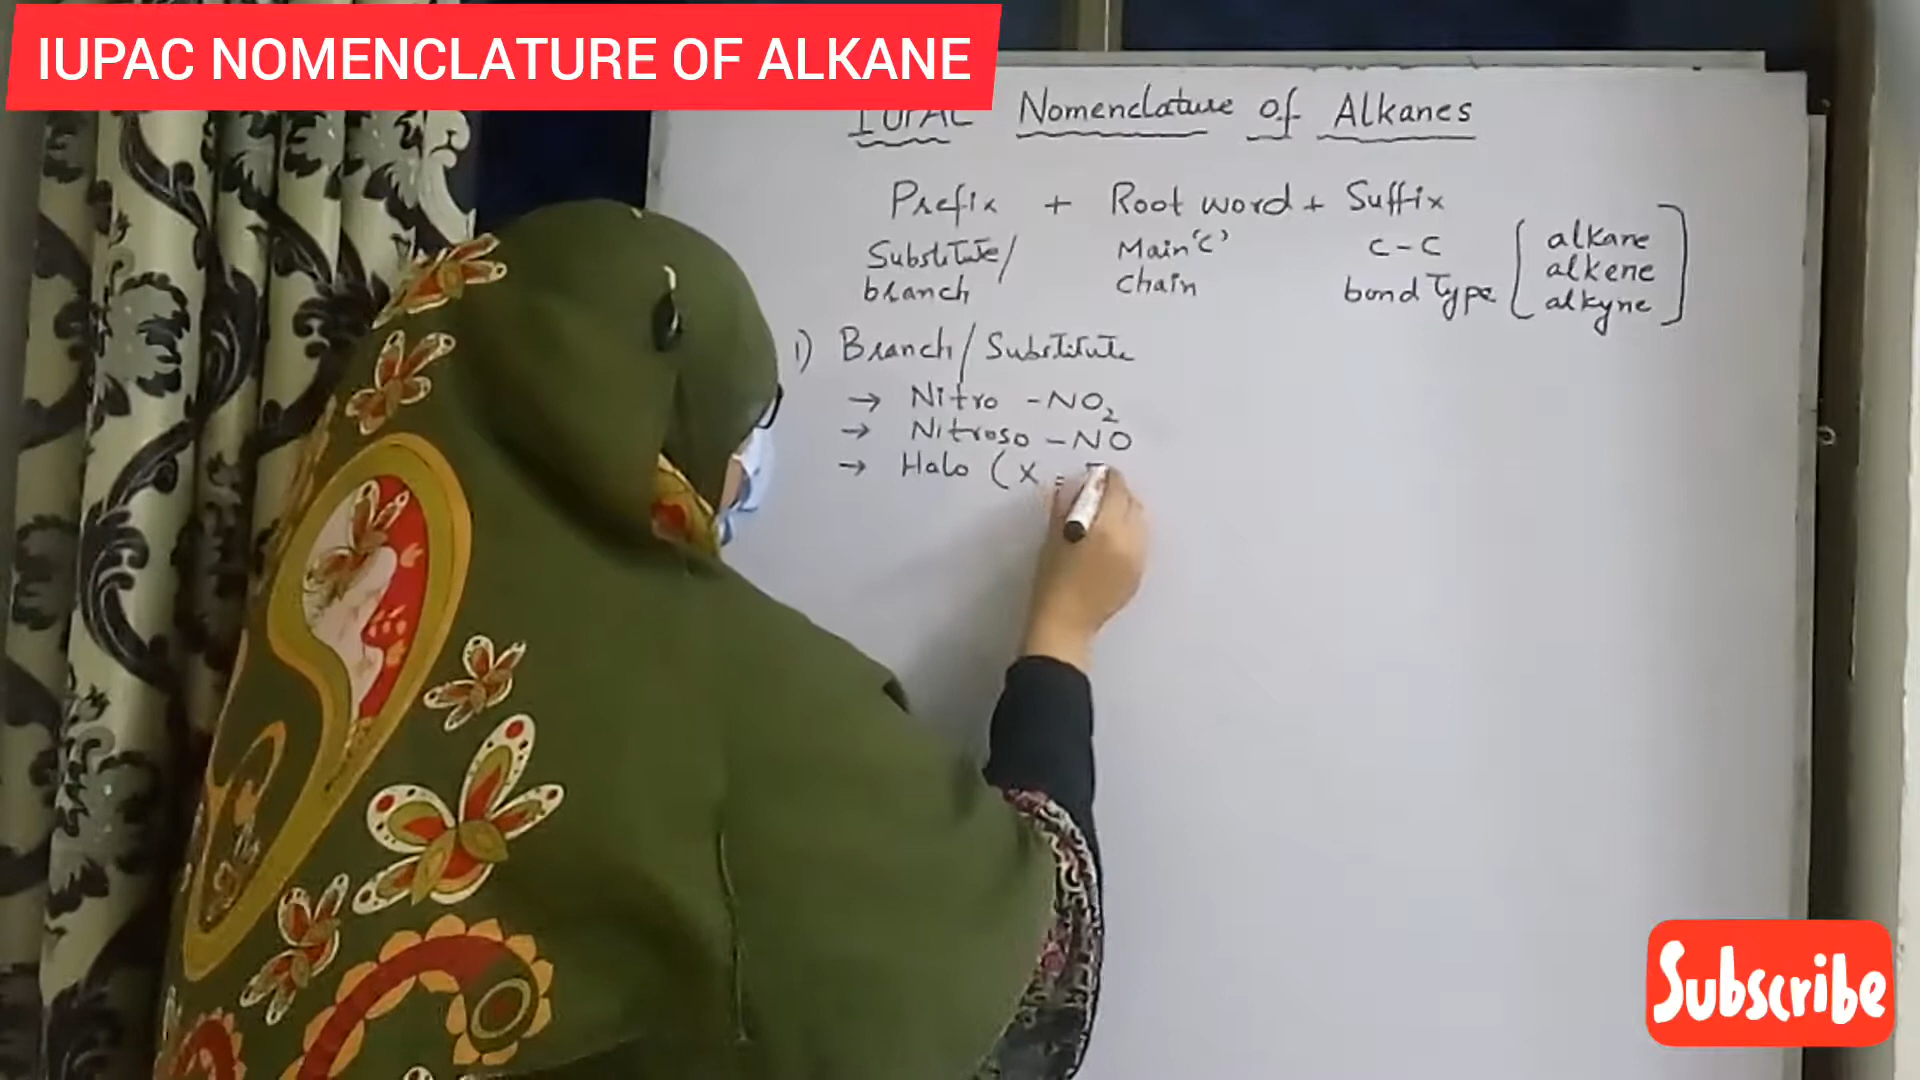 IUPAC NOMENCLATURE OF ALKANE
IUPAC Nomenclature of Alkanes
Prefix + Root word + Suffix
Substitute/ Main 'C' C-C alkane
branch chain bond Type alkene
alkyne
1) Branch/Substitute
→ Nitro -NO₂
→ Nitroso -NO
→ Halo (X =
Subscribe